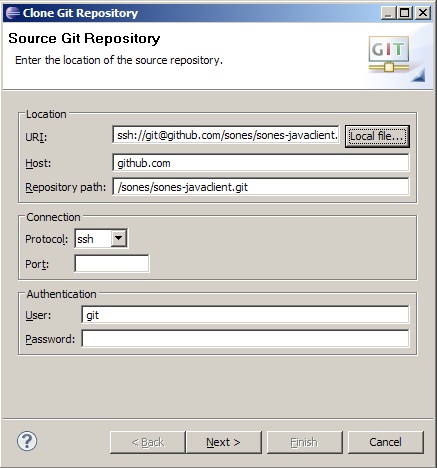 Clone Git Repository
Source Git Repository
Enter the location of the source repository.
GIT
Location
URI: ssh://git@github.com/sones/sones-javaclient. Local file...
Host: github.com
Repository path: /sones/sones-javaclient.git
Connection
Protocol: ssh
Port:
Authentication
User: git
Password:
? < Back Next > Finish Cancel